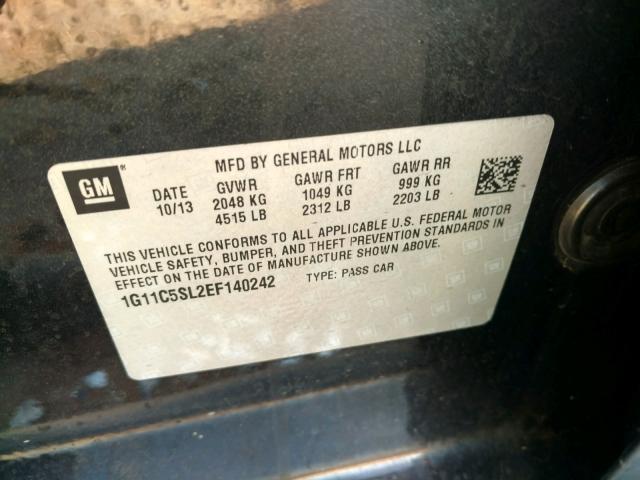 GM
MFD BY GENERAL MOTORS LLC
DATE GVWR GAWR FRT GAWR RR
10/13 2048 KG 1049 KG 999 KG
4515 LB 2312 LB 2203 LB
THIS VEHICLE CONFORMS TO ALL APPLICABLE U.S. FEDERAL MOTOR
VEHICLE SAFETY, BUMPER, AND THEFT PREVENTION STANDARDS IN
EFFECT ON THE DATE OF MANUFACTURE SHOWN ABOVE.
1G11C5SL2EF140242 TYPE: PASS CAR